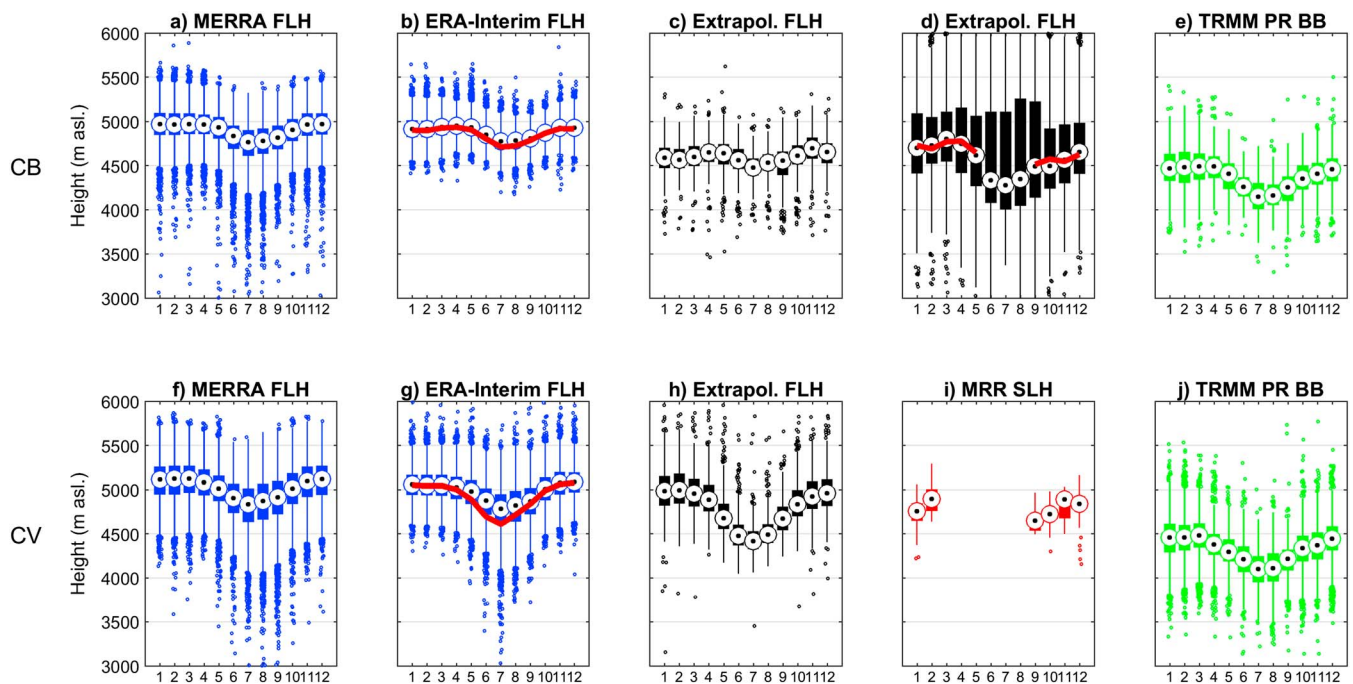 a) MERRA FLH
b) ERA-Interim FLH
c) Extrapol. FLH
d) Extrapol. FLH
e) TRMM PR BB
CB
Height (m asl.)
6000
5500
5000
4500
4000
3500
3000
1 2 3 4 5 6 7 8 9 101112
1 2 3 4 5 6 7 8 9 101112
1 2 3 4 5 6 7 8 9 101112
1 2 3 4 5 6 7 8 9 101112
1 2 3 4 5 6 7 8 9 101112
f) MERRA FLH
g) ERA-Interim FLH
h) Extrapol. FLH
i) MRR SLH
j) TRMM PR BB
CV
Height (m asl.)
6000
5500
5000
4500
4000
3500
3000
1 2 3 4 5 6 7 8 9 101112
1 2 3 4 5 6 7 8 9 101112
1 2 3 4 5 6 7 8 9 101112
1 2 3 4 5 6 7 8 9 101112
1 2 3 4 5 6 7 8 9 101112